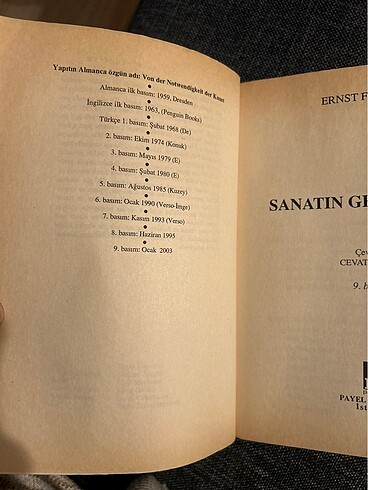 Yapıtın Almanca özgün adı: Von der Notwendigkeit der Kunst
Almanca ilk basım: 1959, Dresden
İngilizce ilk basım: 1963, (Penguin Books)
Türkçe 1. basım: Şubat 1968 (De)
2. basım: Ekim 1974 (Konuk)
3. basım: Mayıs 1979 (E)
4. basım: Şubat 1980 (E)
5. basım: Ağustos 1985 (Kuzey)
6. basım: Ocak 1990 (Verso-İmge)
7. basım: Kasım 1993 (Verso)
8. basım: Haziran 1995
9. basım: Ocak 2003
ERNST F
SANATIN GE
Çev
CEVAT
9. b
PAYEL
İst